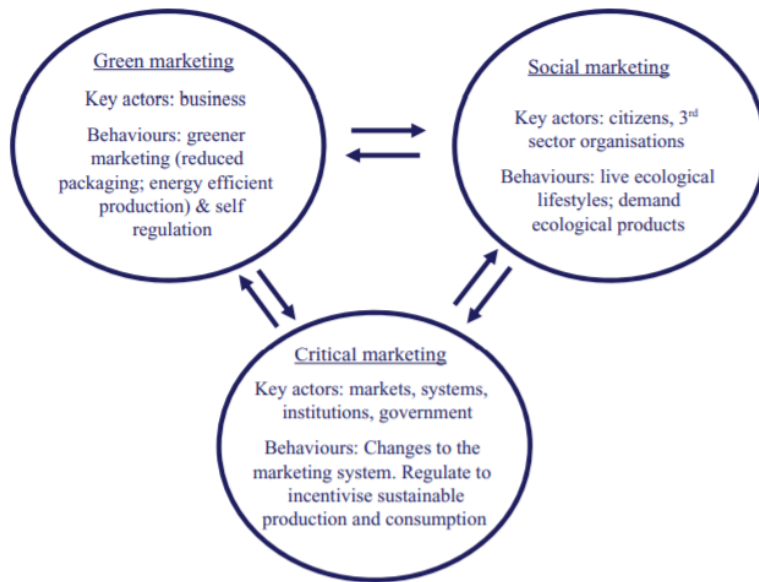 Green marketing
Key actors: business
Behaviours: greener
marketing (reduced
packaging; energy efficient
production) & self
regulation
Social marketing
Key actors: citizens, 3rd
sector organisations
Behaviours: live ecological
lifestyles; demand
ecological products
Critical marketing
Key actors: markets, systems,
institutions, government
Behaviours: Changes to the
marketing system. Regulate to
incentivise sustainable
production and consumption